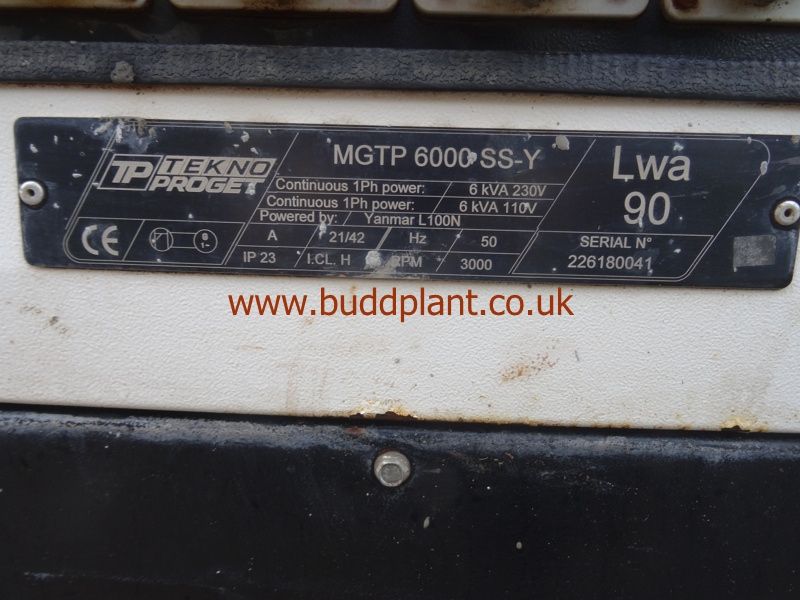 TP TEKNO PROGET
MGTP 6000 SS-Y
Continuous 1Ph power: 6 kVA 230V
Continuous 1Ph power: 6 kVA 110V
Powered by: Yanmar L100N
A 21/42 Hz 50
IP 23 I.CL. H RPM 3000
CE
Lwa
90
SERIAL N°
226180041
www.buddplant.co.uk